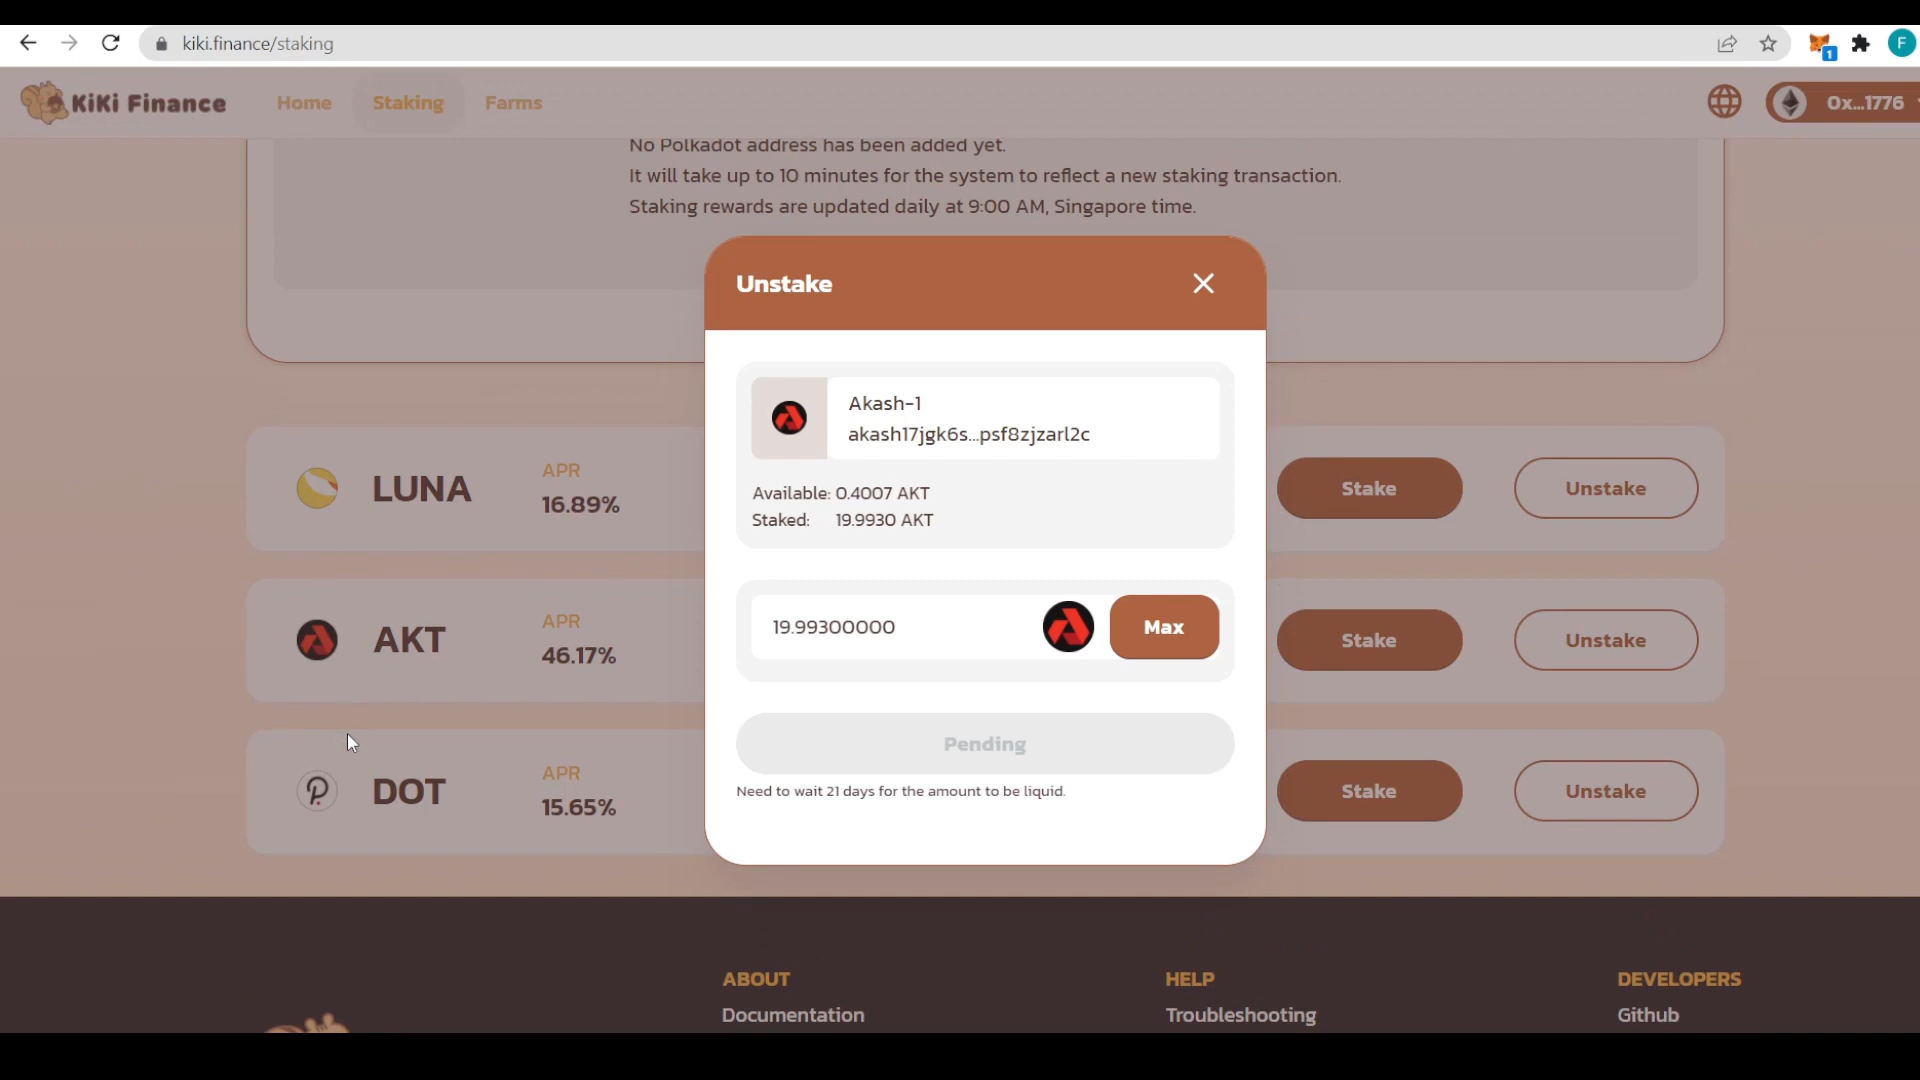 kiki.finance/staking
1
F
KiKi Finance
Home
Staking
Farms
0x...1776
No Polkadot address has been added yet.
It will take up to 10 minutes for the system to reflect a new staking transaction.
Staking rewards are updated daily at 9:00 AM, Singapore time.
Unstake
Akash-1
akash17jgk6s...psf8zjzarl2c
Available: 0.4007 AKT
Staked: 19.9930 AKT
19.99300000
Max
Pending
Need to wait 21 days for the amount to be liquid.
LUNA
APR
16.89%
Stake
Unstake
AKT
APR
46.17%
Stake
Unstake
DOT
APR
15.65%
Stake
Unstake
ABOUT
Documentation
HELP
Troubleshooting
DEVELOPERS
Github